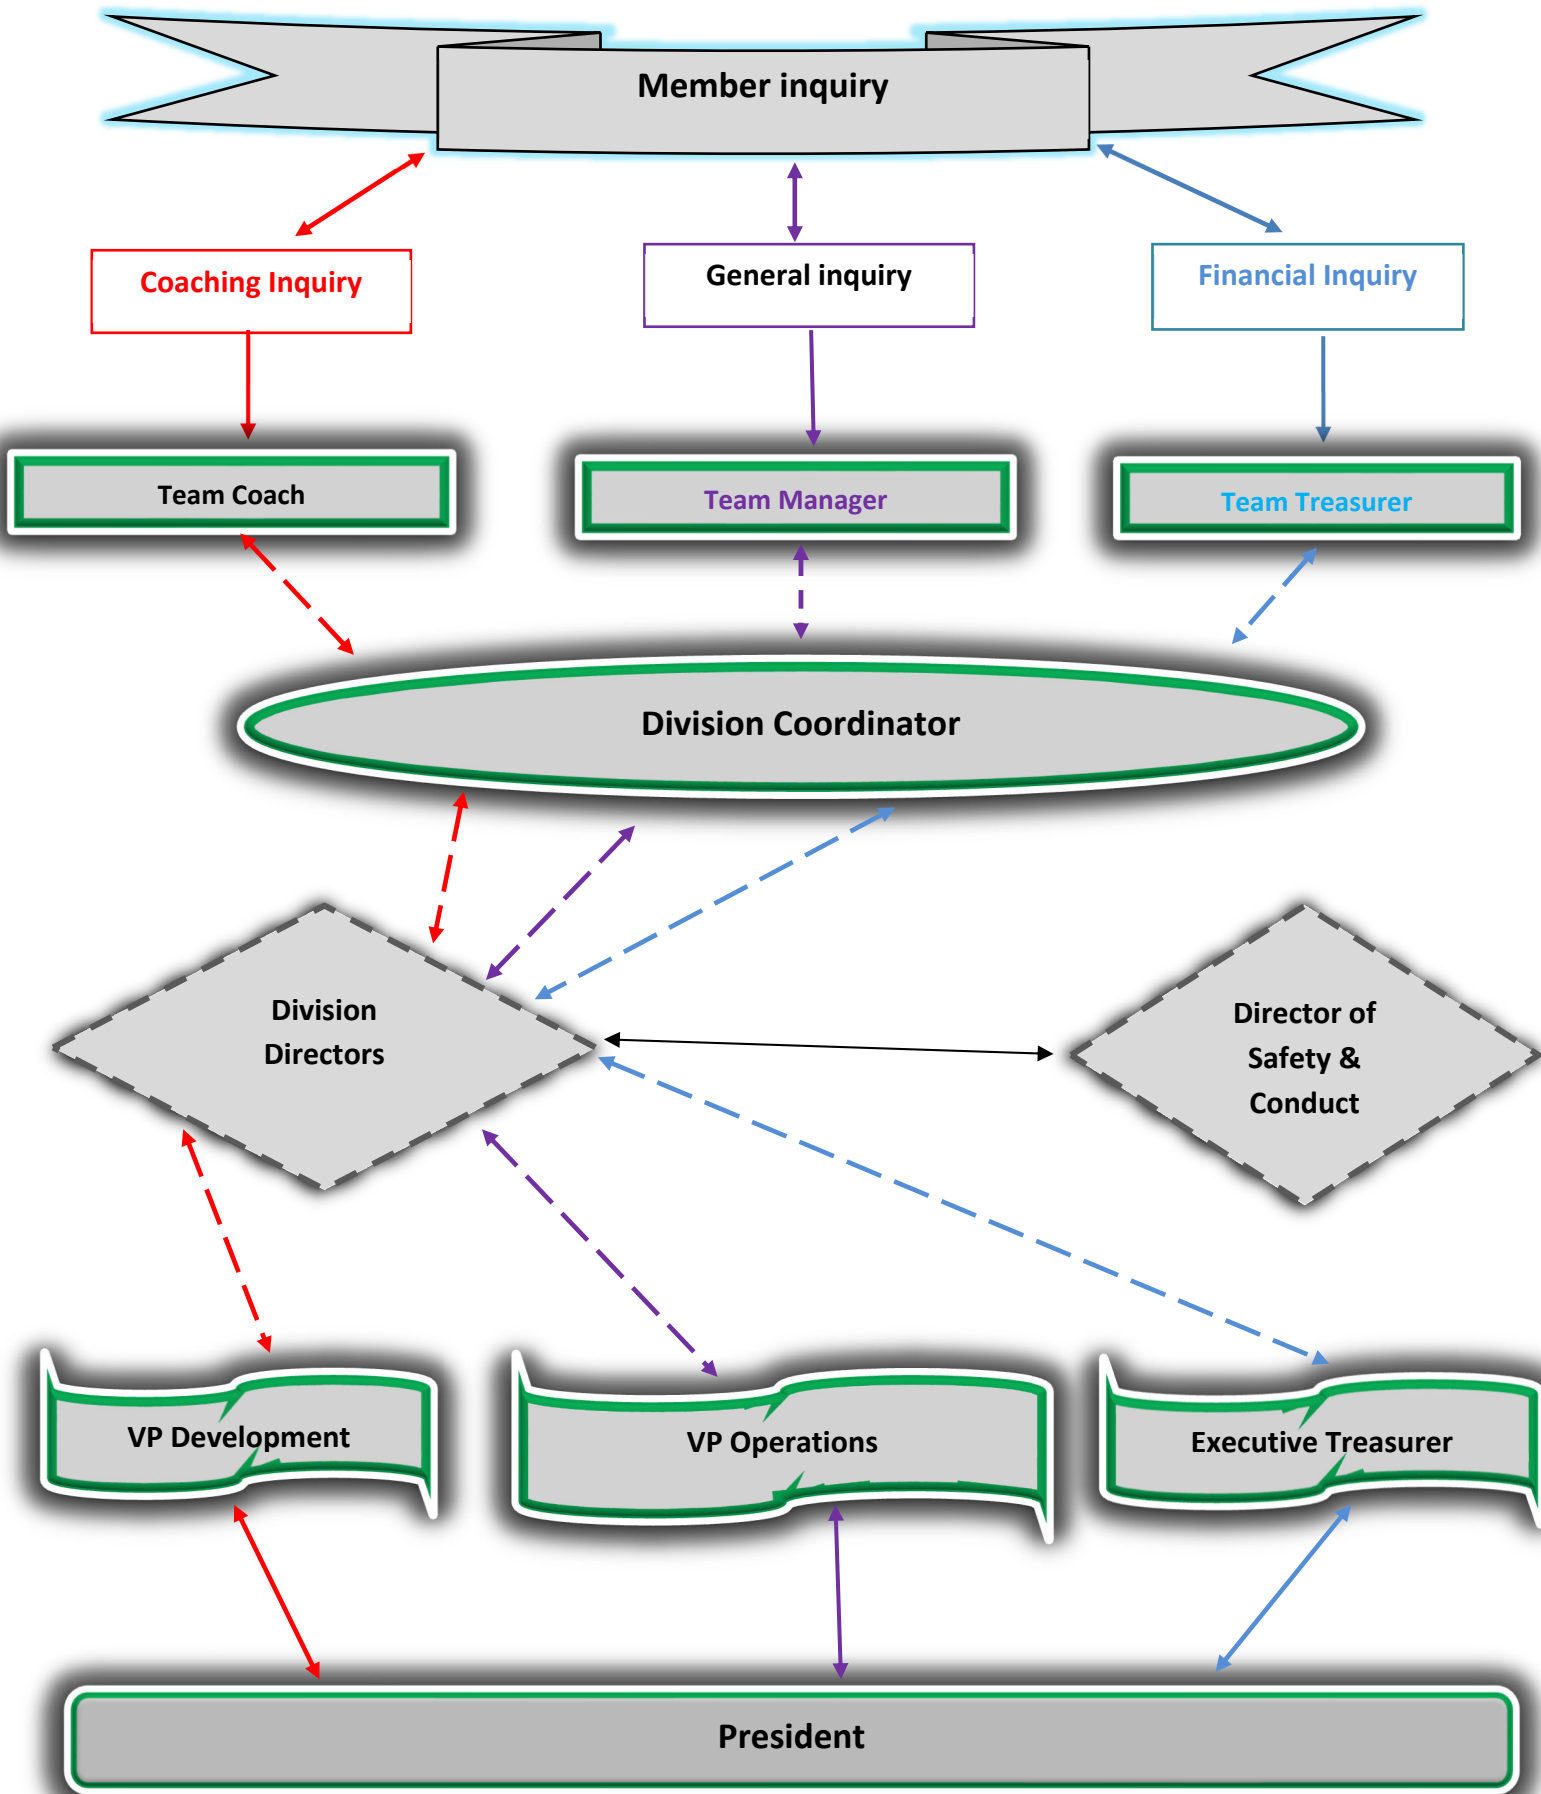 Member inquiry
Coaching Inquiry
General inquiry
Financial Inquiry
Team Coach
Team Manager
Team Treasurer
Division Coordinator
Division
Directors
Director of
Safety &
Conduct
VP Development
VP Operations
Executive Treasurer
President